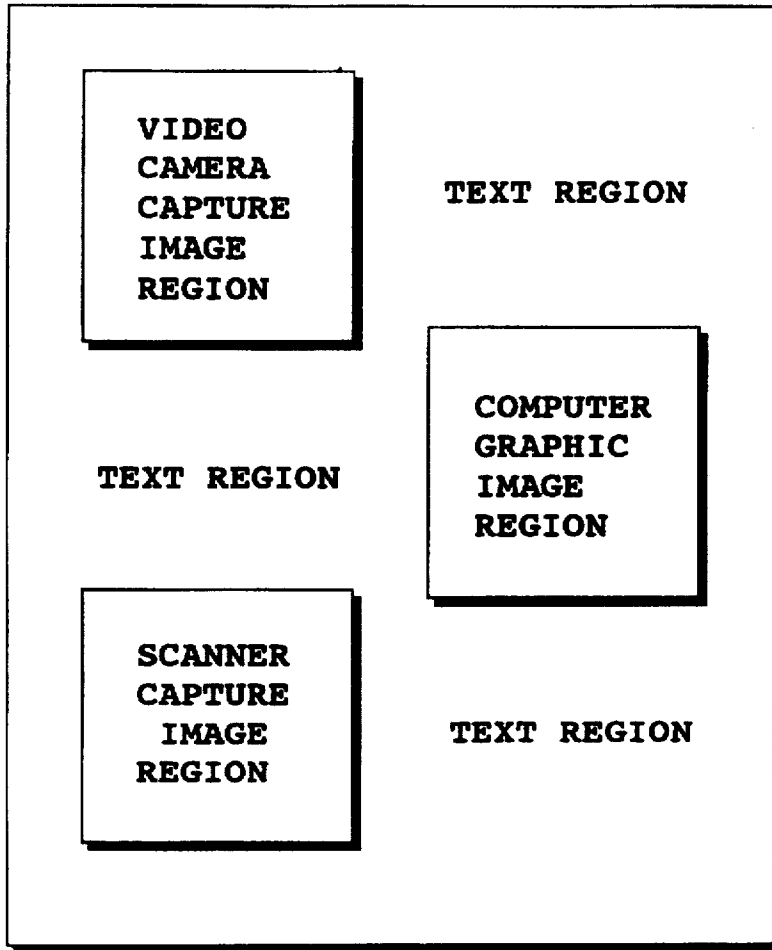 VIDEO
CAMERA
CAPTURE
IMAGE
REGION
TEXT REGION
COMPUTER
GRAPHIC
IMAGE
REGION
TEXT REGION
SCANNER
CAPTURE
IMAGE
REGION
TEXT REGION